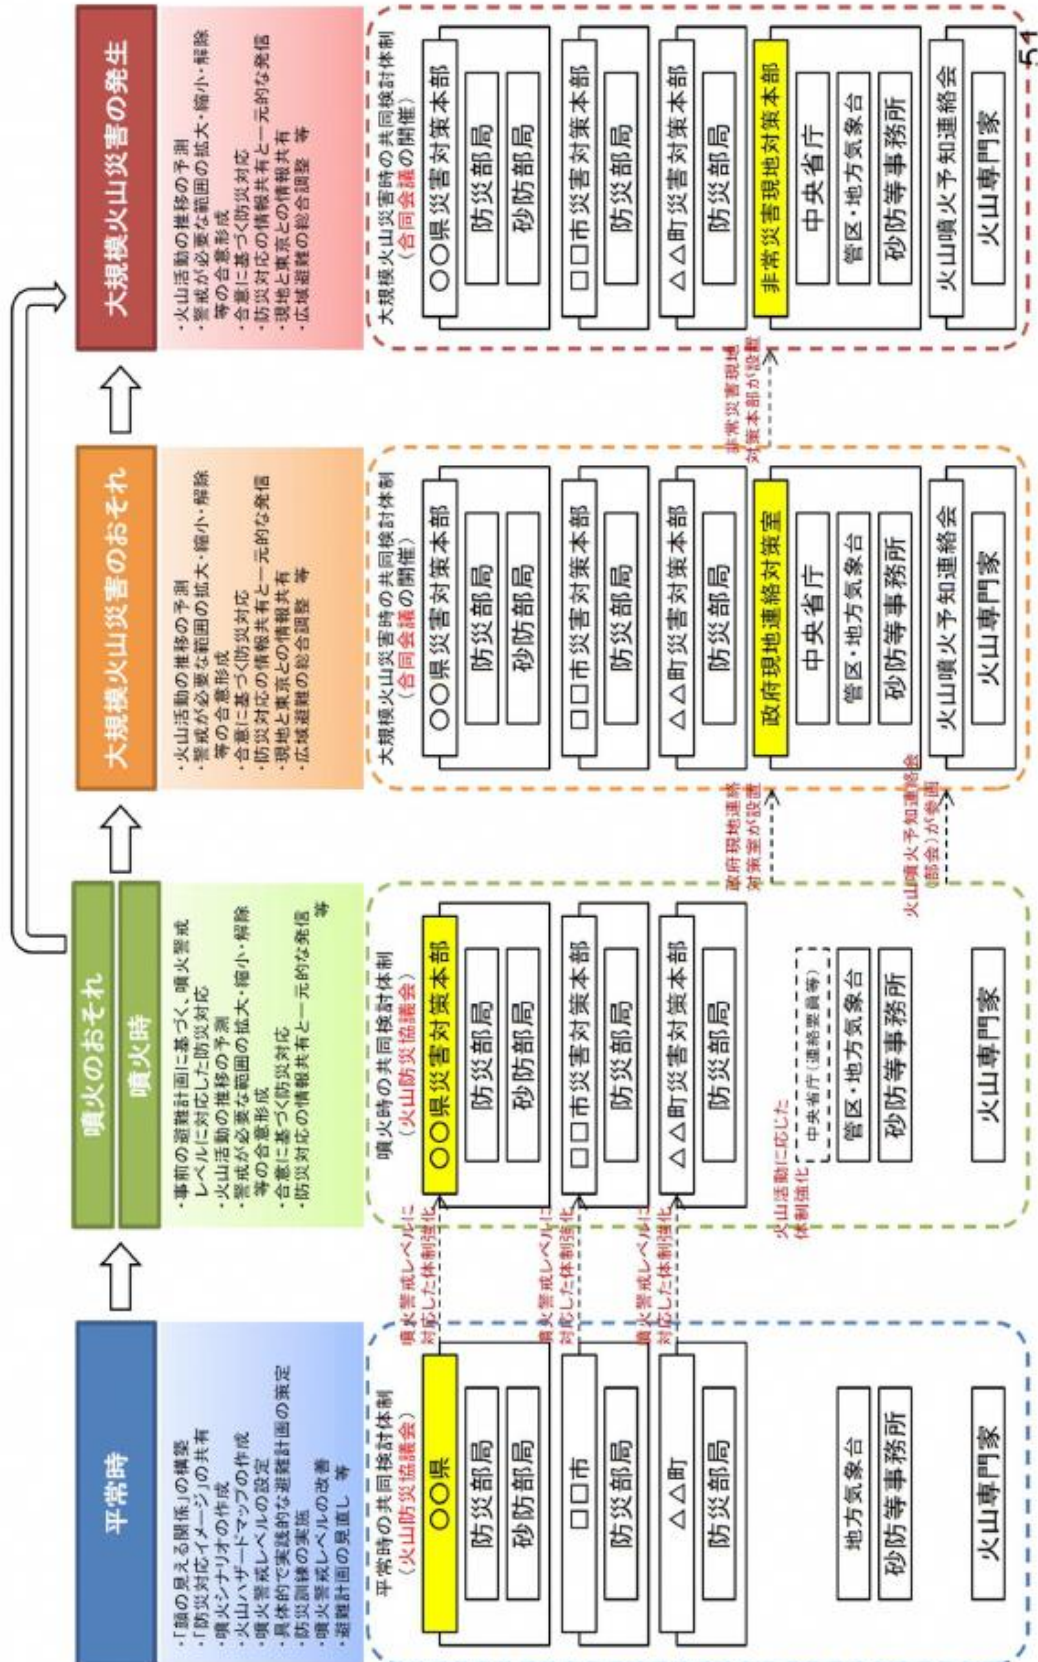 平常時
・「顔の見える関係」の構築
・「防災対応イメージ」の共有
・噴火シナリオの作成
・火山ハザードマップの作成
・噴火警戒レベルの設定
・具体的で実践的な避難計画の策定
・防災訓練の実施
・噴火警戒レベルの改善
・避難計画の見直し 等
平常時の共同検討体制
(火山防災協議会)
〇〇県
防災部局
砂防部局
□□市
防災部局
△△町
防災部局
地方気象台
砂防等事務所
火山専門家
噴火警戒レベルに
対応した体制強化
噴火警戒レベルに
対応した体制強化
噴火警戒レベルに
対応した体制強化
噴火のおそれ
噴火時
・事前の避難計画に基づく、噴火警戒
レベルに対応した防災対応
・火山活動の推移の予測
・警戒が必要な範囲の拡大・縮小・解除
等の合意形成
・合意に基づく防災対応
・防災対応の情報共有と一元的な発信
等
噴火時の共同検討体制
(火山防災協議会)
〇〇県災害対策本部
防災部局
砂防部局
□□市災害対策本部
防災部局
△△町災害対策本部
防災部局
火山活動に応じた
体制強化
中央省庁(連絡要員等)
管区・地方気象台
砂防等事務所
火山専門家
政府現地連絡
対策室が設置
火山噴火予知連絡会
(部会)が参画
大規模火山災害のおそれ
・火山活動の推移の予測
・警戒が必要な範囲の拡大・縮小・解除
等の合意形成
・合意に基づく防災対応
・防災対応の情報共有と一元的な発信
・現地と東京との情報共有
・広域避難の総合調整 等
大規模火山災害時の共同検討体制
(合同会議の開催)
〇〇県災害対策本部
防災部局
砂防部局
□□市災害対策本部
防災部局
△△町災害対策本部
防災部局
政府現地連絡対策室
中央省庁
管区・地方気象台
砂防等事務所
火山噴火予知連絡会
火山専門家
非常災害現地
対策本部が設置
大規模火山災害の発生
・火山活動の推移の予測
・警戒が必要な範囲の拡大・縮小・解除
等の合意形成
・合意に基づく防災対応
・防災対応の情報共有と一元的な発信
・現地と東京との情報共有
・広域避難の総合調整 等
大規模火山災害時の共同検討体制
(合同会議の開催)
〇〇県災害対策本部
防災部局
砂防部局
□□市災害対策本部
防災部局
△△町災害対策本部
防災部局
非常災害現地対策本部
中央省庁
管区・地方気象台
砂防等事務所
火山噴火予知連絡会
火山専門家
51